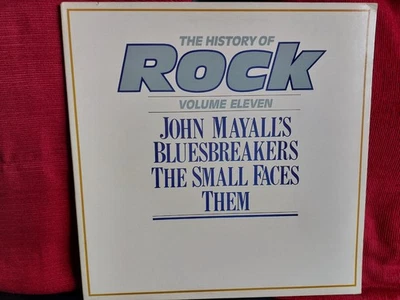 THE HISTORY OF
Rock
VOLUME ELEVEN
JOHN MAYALL'S
BLUESBREAKERS
THE SMALL FACES
THEM